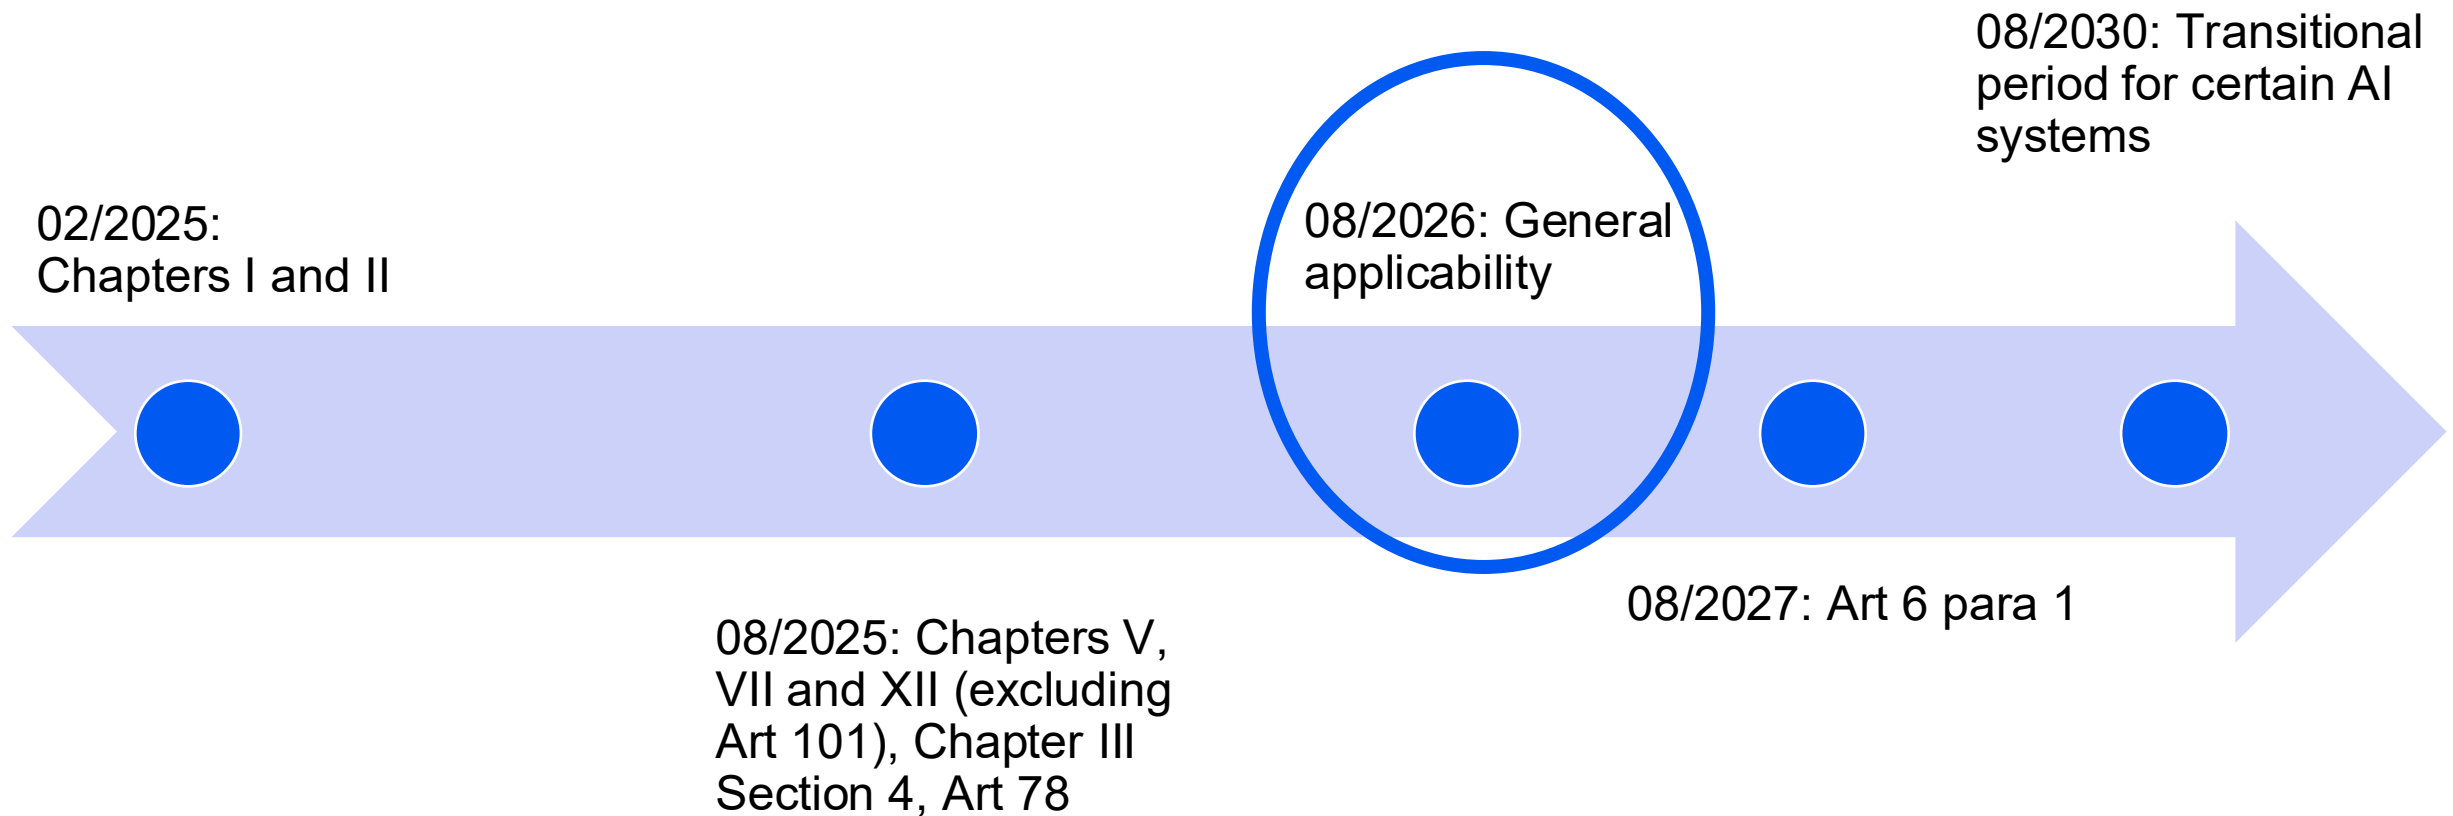 02/2025:
Chapters I and II
08/2025: Chapters V,
VII and XII (excluding
Art 101), Chapter III
Section 4, Art 78
08/2026: General
applicability
08/2027: Art 6 para 1
08/2030: Transitional
period for certain AI
systems